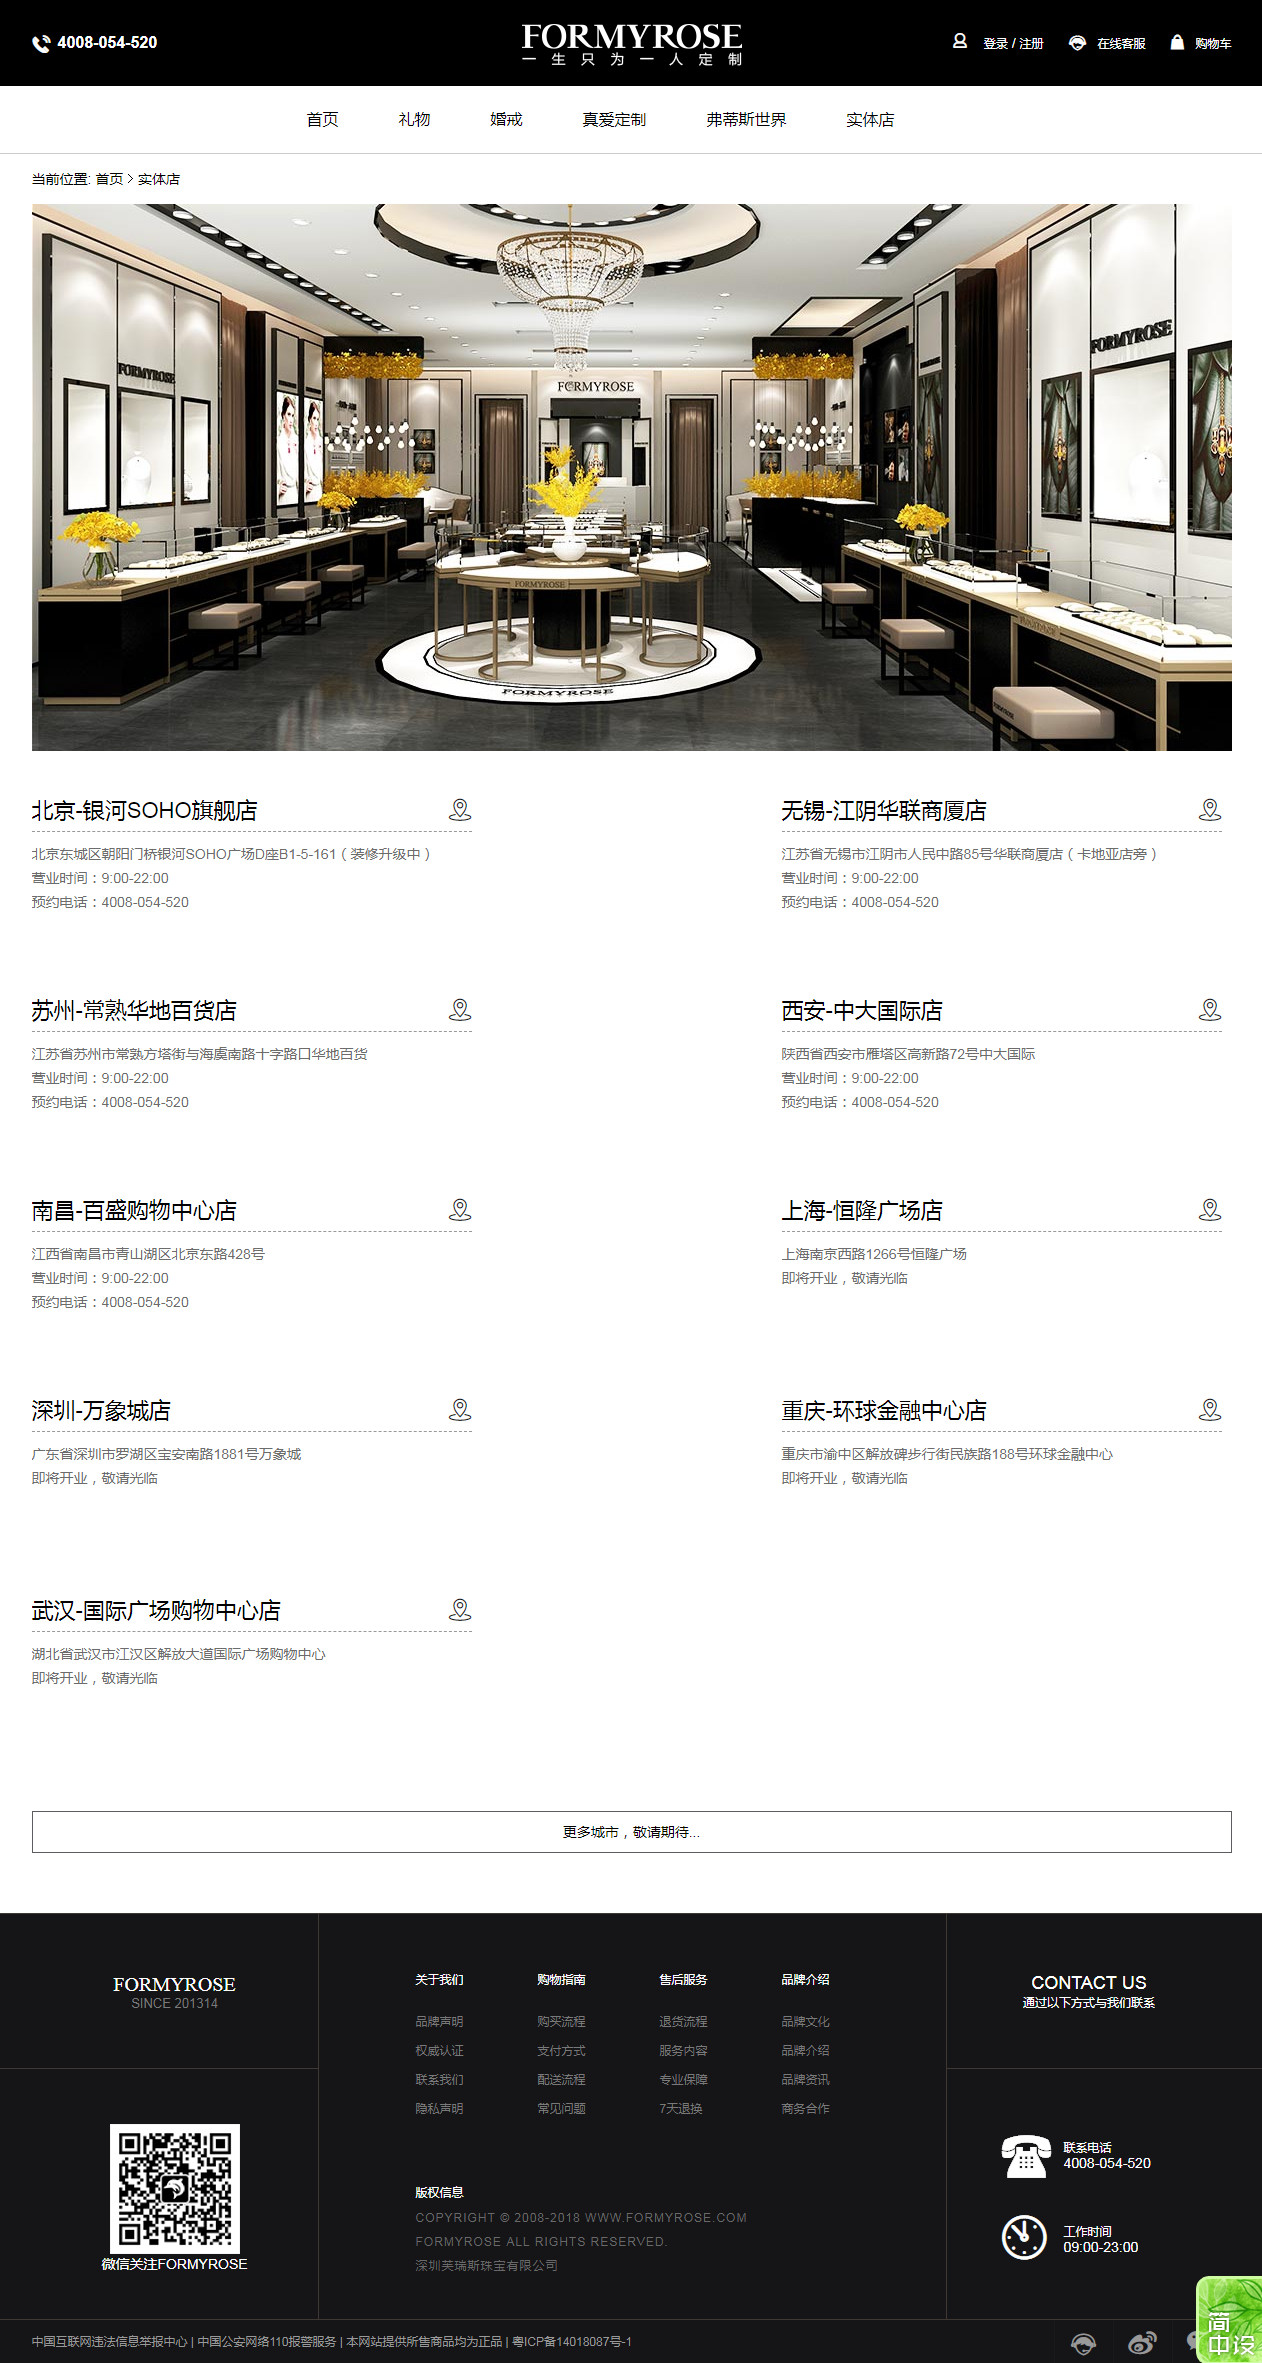 4008-054-520
FORMYROSE
一生只为一人定制
登录 / 注册
在线客服
购物车
首页
礼物
婚戒
真爱定制
弗蒂斯世界
实体店
当前位置: 首页 > 实体店
FORMYROSE
FORMYROSE
FORMYROSE
FORMYROSE
FORMYROSE
北京-银河SOHO旗舰店
北京东城区朝阳门桥银河SOHO广场D座B1-5-161（装修升级中）
营业时间：9:00-22:00
预约电话：4008-054-520
无锡-江阴华联商厦店
江苏省无锡市江阴市人民中路85号华联商厦店（卡地亚店旁）
营业时间：9:00-22:00
预约电话：4008-054-520
苏州-常熟华地百货店
江苏省苏州市常熟方塔街与海虞南路十字路口华地百货
营业时间：9:00-22:00
预约电话：4008-054-520
西安-中大国际店
陕西省西安市雁塔区高新路72号中大国际
营业时间：9:00-22:00
预约电话：4008-054-520
南昌-百盛购物中心店
江西省南昌市青山湖区北京东路428号
营业时间：9:00-22:00
预约电话：4008-054-520
上海-恒隆广场店
上海南京西路1266号恒隆广场
即将开业，敬请光临
深圳-万象城店
广东省深圳市罗湖区宝安南路1881号万象城
即将开业，敬请光临
重庆-环球金融中心店
重庆市渝中区解放碑步行街民族路188号环球金融中心
即将开业，敬请光临
武汉-国际广场购物中心店
湖北省武汉市江汉区解放大道国际广场购物中心
即将开业，敬请光临
更多城市，敬请期待...
FORMYROSE
SINCE 201314
微信关注FORMYROSE
关于我们
品牌声明
权威认证
联系我们
隐私声明
购物指南
购买流程
支付方式
配送流程
常见问题
售后服务
退货流程
服务内容
专业保障
7天退换
品牌介绍
品牌文化
品牌介绍
品牌资讯
商务合作
版权信息
COPYRIGHT © 2008-2018 WWW.FORMYROSE.COM
FORMYROSE ALL RIGHTS RESERVED.
深圳芙瑞斯珠宝有限公司
CONTACT US
通过以下方式与我们联系
联系电话
4008-054-520
工作时间
09:00-23:00
中国互联网违法信息举报中心 | 中国公安网络110报警服务 | 本网站提供所售商品均为正品 | 粤ICP备14018087号-1
简
中设